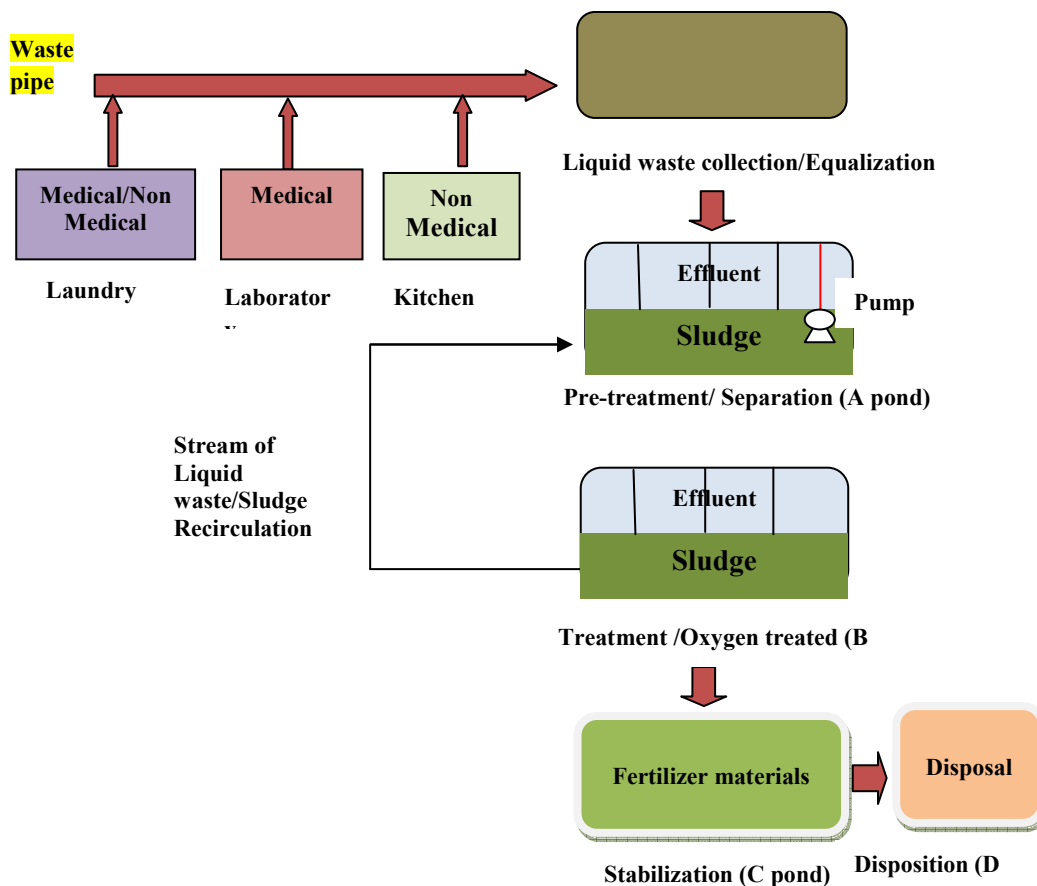 Waste
pipe
Medical/Non
Medical
Medical
Non
Medical
Laundry
Laborator
Kitchen
Liquid waste collection/Equalization
Effluent
Sludge
Pump
Pre-treatment/ Separation (A pond)
Stream of
Liquid
waste/Sludge
Recirculation
Effluent
Sludge
Treatment /Oxygen treated (B
Fertilizer materials
Disposal
Stabilization (C pond)
Disposition (D